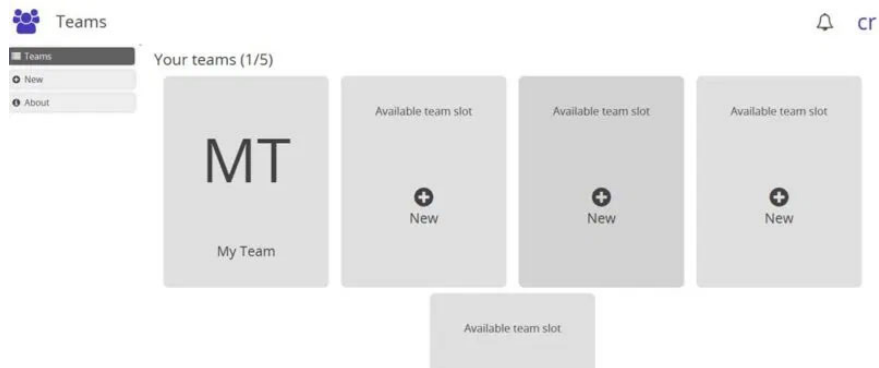 Teams
cr
Teams
New
About
Your teams (1/5)
MT
My Team
Available team slot
New
Available team slot
New
Available team slot
New
Available team slot